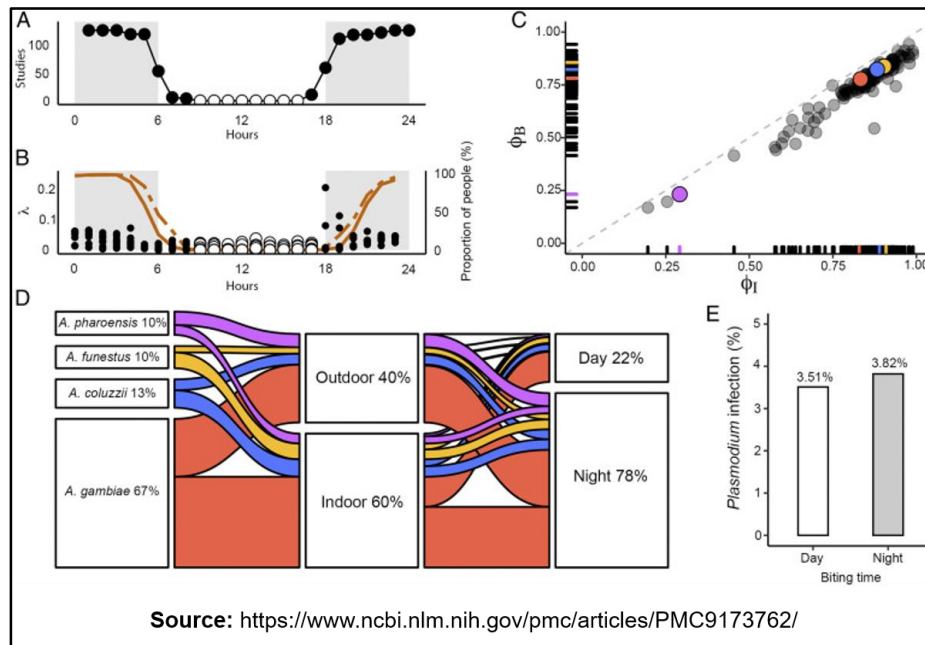 A
Studies
100
50
0
0 6 12 18 24
Hours
B
λ
0.2
0.1
0
100
50
0
Proportion of people (%)
0 6 12 18 24
Hours
C
ϕB
1.00
0.75
0.50
0.25
0.00
0.00 0.25 0.50 0.75 1.00
ϕI
D
A. pharoensis 10%
A. funestus 10%
A. coluzzii 13%
A. gambiae 67%
Outdoor 40%
Indoor 60%
Day 22%
Night 78%
E
Plasmodium infection (%)
5
4
3
2
1
0
3.51%
3.82%
Day Night
Biting time
Source: https://www.ncbi.nlm.nih.gov/pmc/articles/PMC9173762/